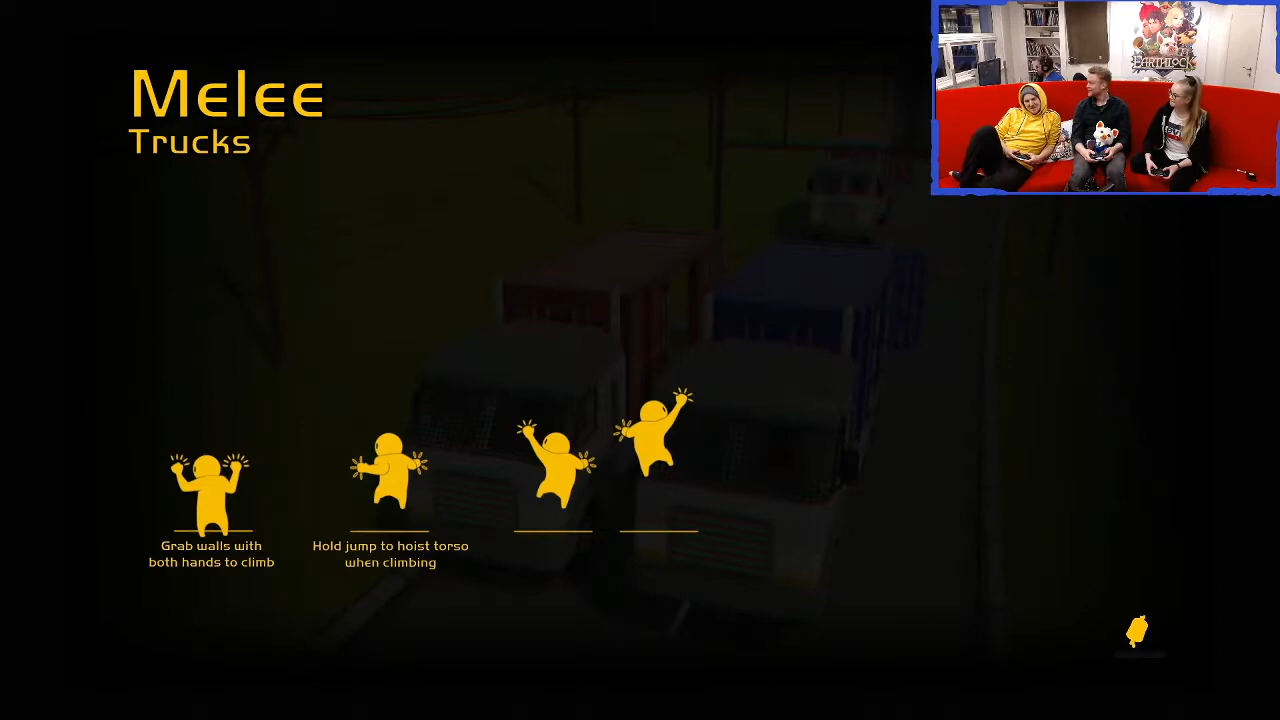 Melee
Trucks
EARTHLOCK
Grab walls with
both hands to climb
Hold jump to hoist torso
when climbing